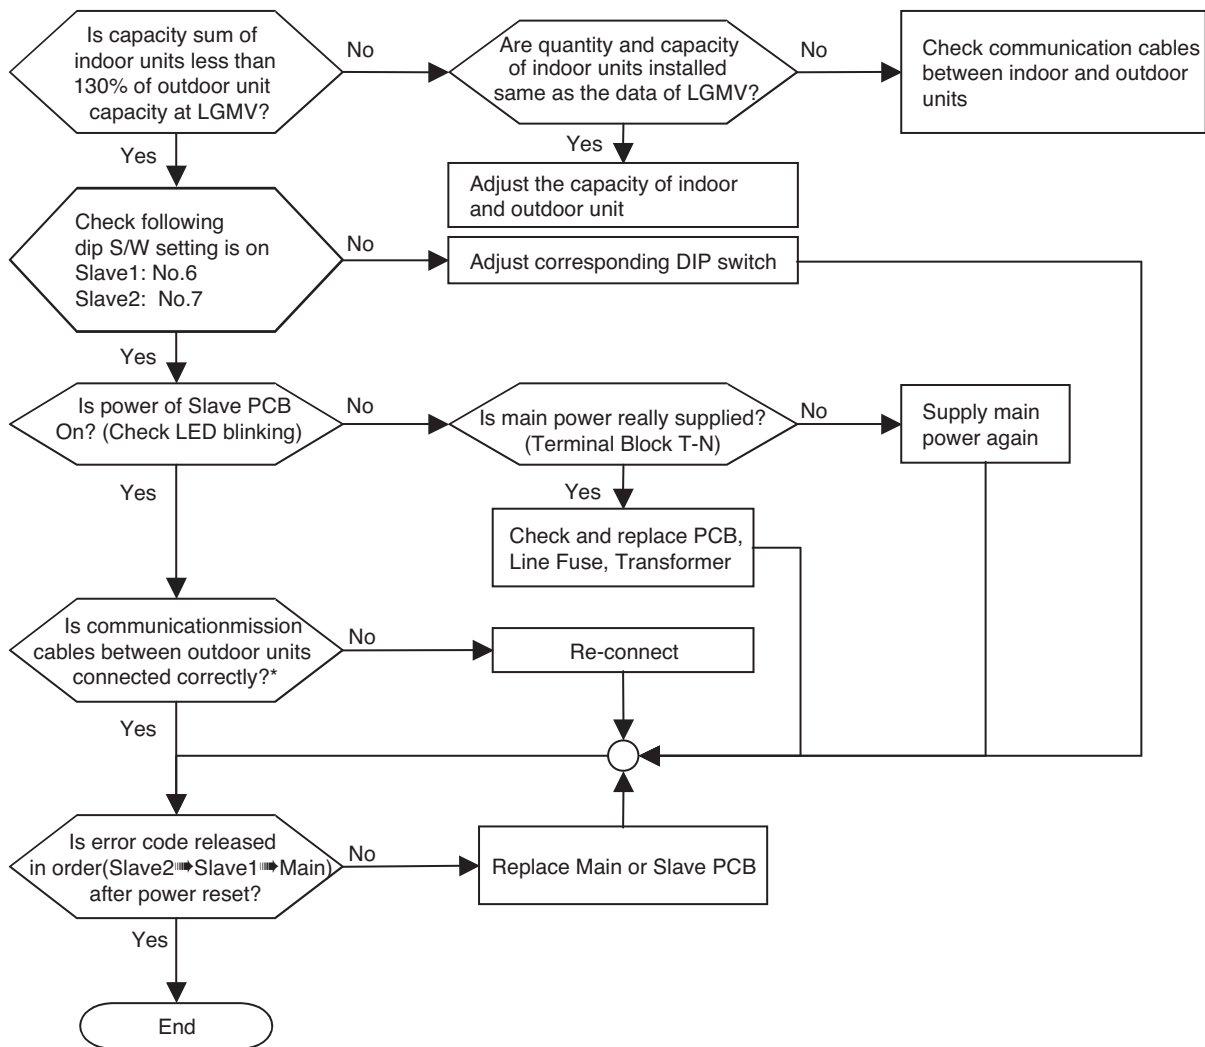 Is capacity sum of
indoor units less than
130% of outdoor unit
capacity at LGMV?
No
Are quantity and capacity
of indoor units installed
same as the data of LGMV?
No
Check communication cables
between indoor and outdoor
units
Yes
Yes
Adjust the capacity of indoor
and outdoor unit
Check following
dip S/W setting is on
Slave1: No.6
Slave2: No.7
No
Adjust corresponding DIP switch
Yes
Is power of Slave PCB
On? (Check LED blinking)
No
Is main power really supplied?
(Terminal Block T-N)
No
Supply main
power again
Yes
Yes
Check and replace PCB,
Line Fuse, Transformer
Is communicationmission
cables between outdoor units
connected correctly?*
No
Re-connect
Yes
Is error code released
in order(Slave2➠Slave1➠Main)
after power reset?
No
Replace Main or Slave PCB
Yes
End